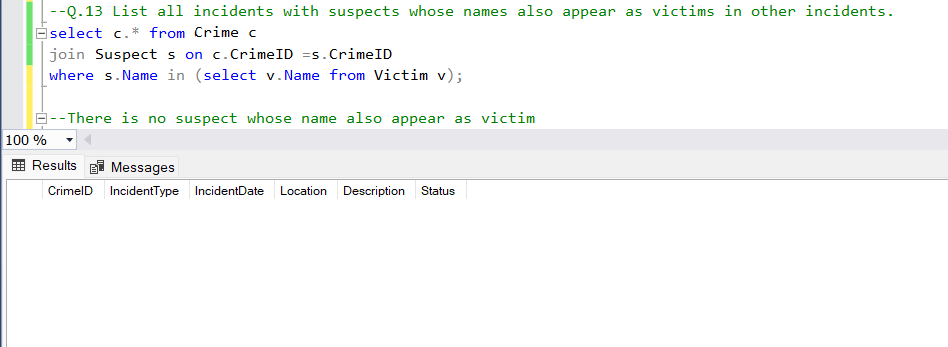 --Q.13 List all incidents with suspects whose names also appear as victims in other incidents.
select c.* from Crime c
join Suspect s on c.CrimeID =s.CrimeID
where s.Name in (select v.Name from Victim v);
--There is no suspect whose name also appear as victim
100 %
Results Messages
CrimeID IncidentType IncidentDate Location Description Status